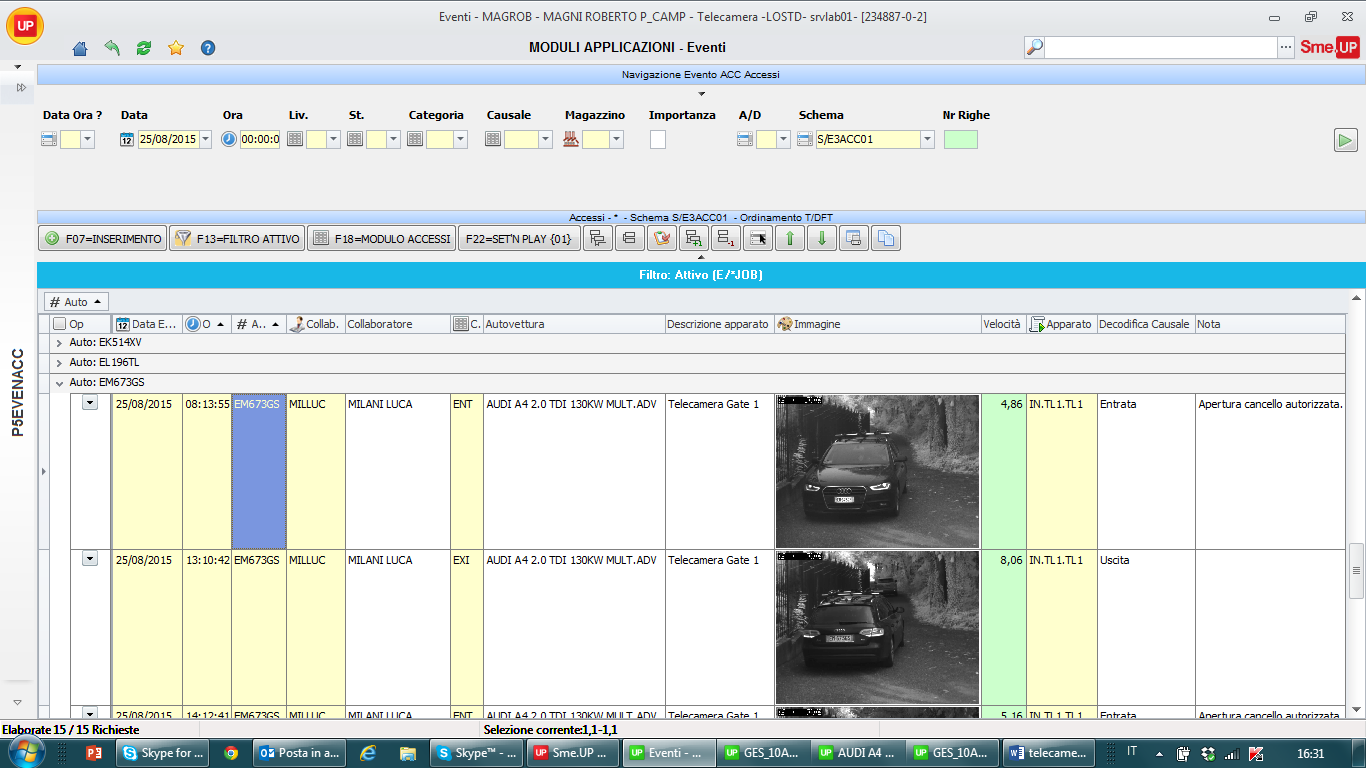 UP
Eventi - MAGROB - MAGNI ROBERTO P_CAMP - Telecamera -LOSTD- srvlab01- [234887-0-2]
MODULI APPLICAZIONI - Eventi
Sme.UP
Navigazione Evento ACC Accessi
Data Ora ? Data Ora Liv. St. Categoria Causale Magazzino Importanza A/D Schema Nr Righe
25/08/2015 00:00:0 S/E3ACC01
Accessi - * - Schema S/E3ACC01 - Ordinamento T/DFT
F07=INSERIMENTO F13=FILTRO ATTIVO F18=MODULO ACCESSI F22=SET'N PLAY {01}
Filtro: Attivo (E/*JOB)
# Auto
Op Data E... O # A.. Collab. Collaboratore C. Autovettura Descrizione apparato Immagine Velocità Apparato Decodifica Causale Nota
Auto: EK514XV
Auto: EL196TL
Auto: EM673GS
25/08/2015 08:13:55 EM673GS MILLUC MILANI LUCA ENT AUDI A4 2.0 TDI 130KW MULT.ADV Telecamera Gate 1 4,86 IN.TL1.TL1 Entrata Apertura cancello autorizzata.
25/08/2015 13:10:42 EM673GS MILLUC MILANI LUCA EXI AUDI A4 2.0 TDI 130KW MULT.ADV Telecamera Gate 1 8,06 IN.TL1.TL1 Uscita
25/08/2015 14:12:41 EM673GS MILLUC MILANI LUCA ENT AUDI A4 2.0 TDI 130KW MULT.ADV Telecamera Gate 1 5,16 IN.TL1.TL1 Entrata Apertura cancello autorizzata.
P5EVENACC
Elaborate 15 / 15 Richieste Selezione corrente:1,1-1,1
Skype for ... Posta in a... Skype™ - ... Sme.UP ... Eventi - ... GES_10A... AUDI A4 ... GES_10A... telecame... IT 16:31